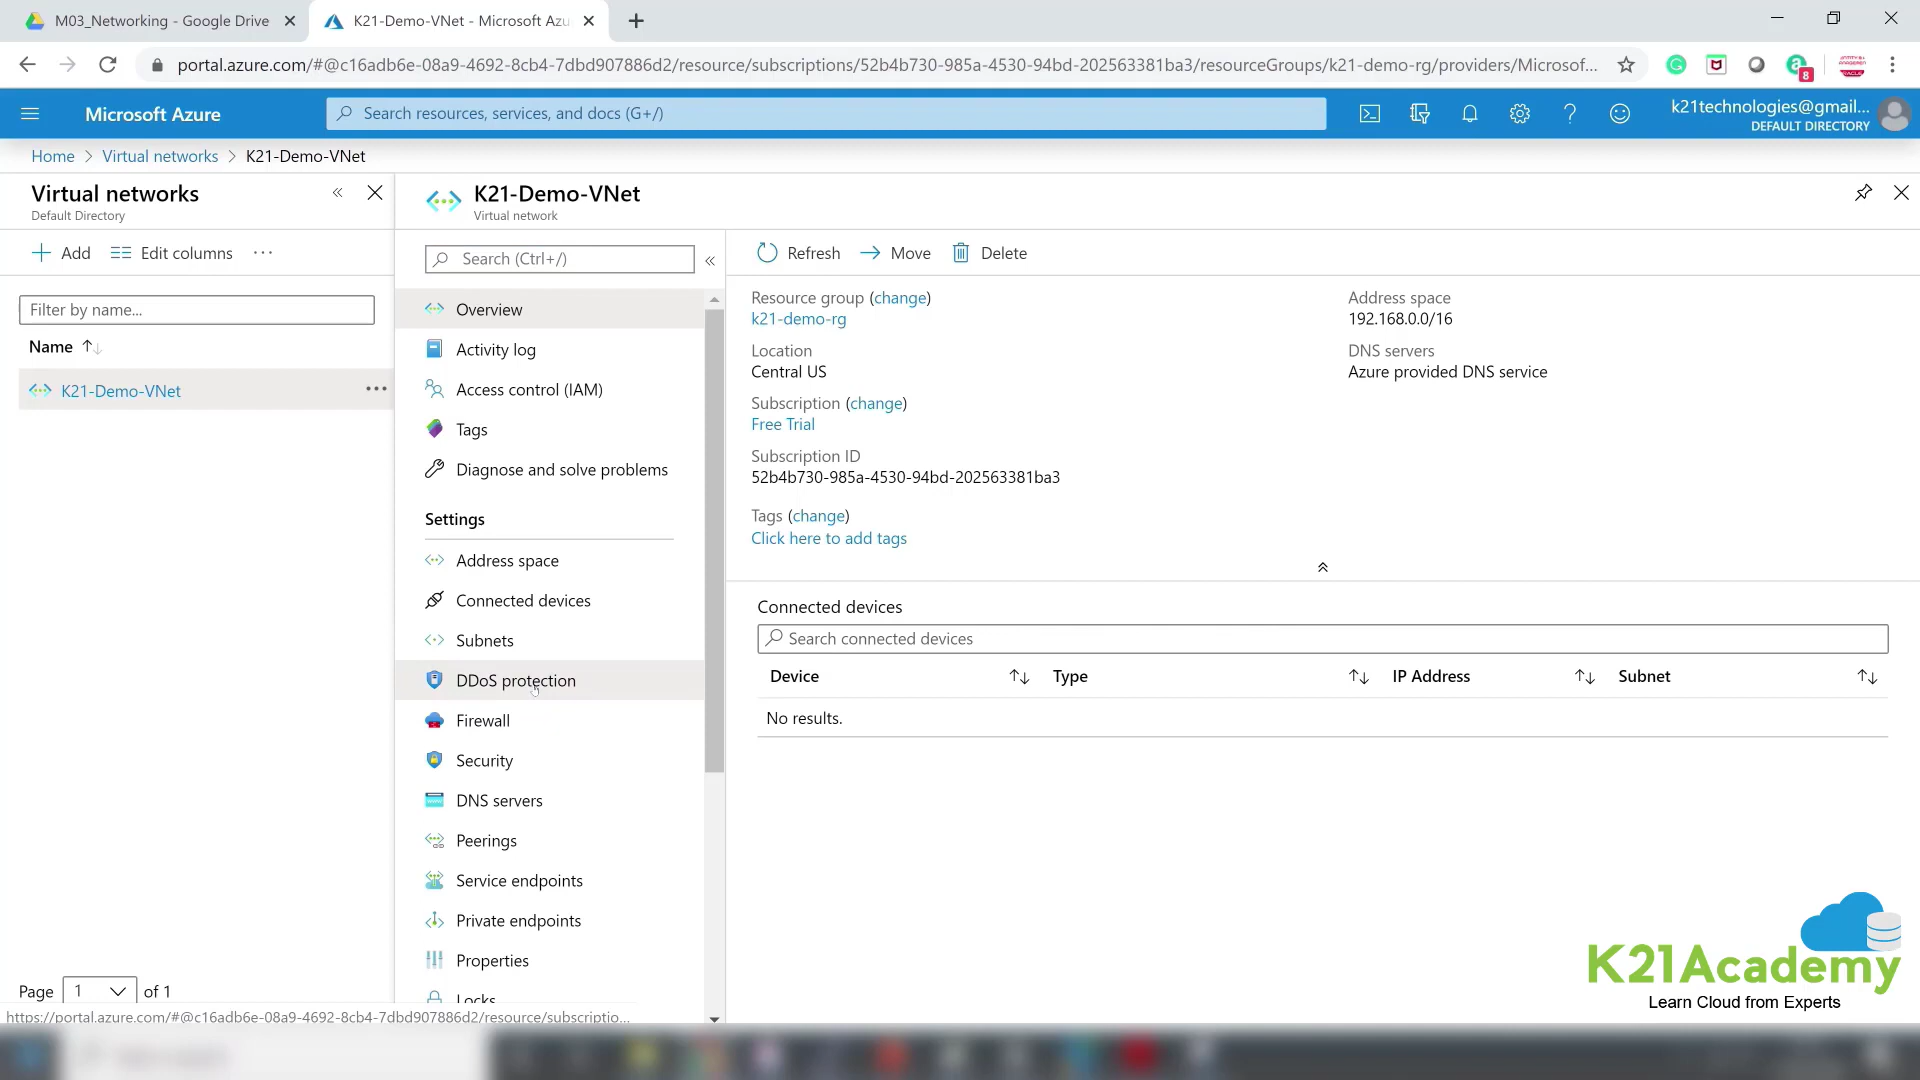 M03_Networking - Google Drive
K21-Demo-VNet - Microsoft Azu
portal.azure.com/#@c16adb6e-08a9-4692-8cb4-7dbd907886d2/resource/subscriptions/52b4b730-985a-4530-94bd-202563381ba3/resourceGroups/k21-demo-rg/providers/Microsof...
8
Microsoft Azure
Search resources, services, and docs (G+/)
k21technologies@gmail....
DEFAULT DIRECTORY
Home > Virtual networks > K21-Demo-VNet
Virtual networks
Default Directory
Add
Edit columns
Filter by name...
Name
K21-Demo-VNet
Page 1 of 1
K21-Demo-VNet
Virtual network
Search (Ctrl+/)
Overview
Activity log
Access control (IAM)
Tags
Diagnose and solve problems
Settings
Address space
Connected devices
Subnets
DDoS protection
Firewall
Security
DNS servers
Peerings
Service endpoints
Private endpoints
Properties
Locks
Refresh
Move
Delete
Resource group (change)
k21-demo-rg
Location
Central US
Subscription (change)
Free Trial
Subscription ID
52b4b730-985a-4530-94bd-202563381ba3
Tags (change)
Click here to add tags
Address space
192.168.0.0/16
DNS servers
Azure provided DNS service
Connected devices
Search connected devices
Device Type IP Address Subnet
No results.
K21Academy
Learn Cloud from Experts
https://portal.azure.com/#@c16adb6e-08a9-4692-8cb4-7dbd907886d2/resource/subscriptio...